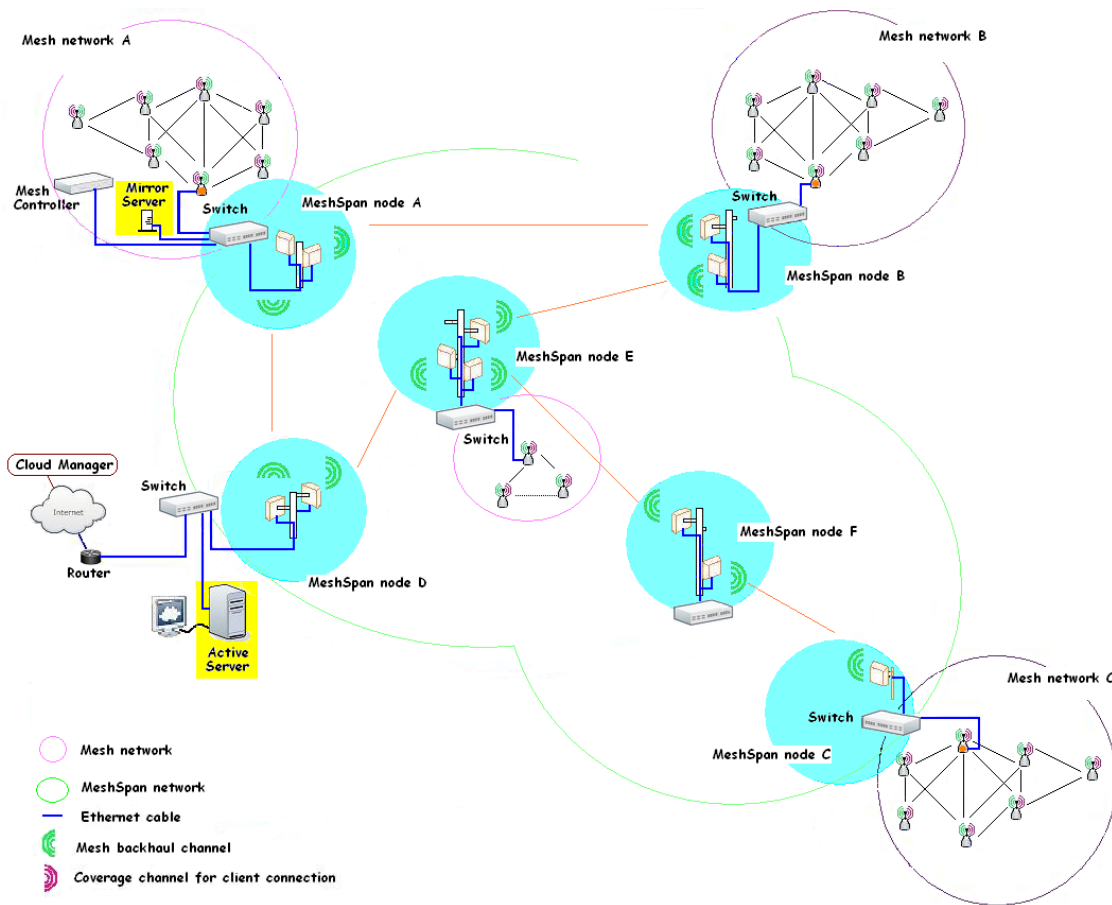 Mesh network A
Mesh network B
Mesh
Controller
Mirror
Server
Switch
MeshSpan node A
Switch
MeshSpan node B
MeshSpan node E
Switch
Cloud Manager
Internet
Switch
Router
MeshSpan node D
Active
Server
MeshSpan node F
Mesh network C
Switch
MeshSpan node C
Mesh network
MeshSpan network
Ethernet cable
Mesh backhaul channel
Coverage channel for client connection